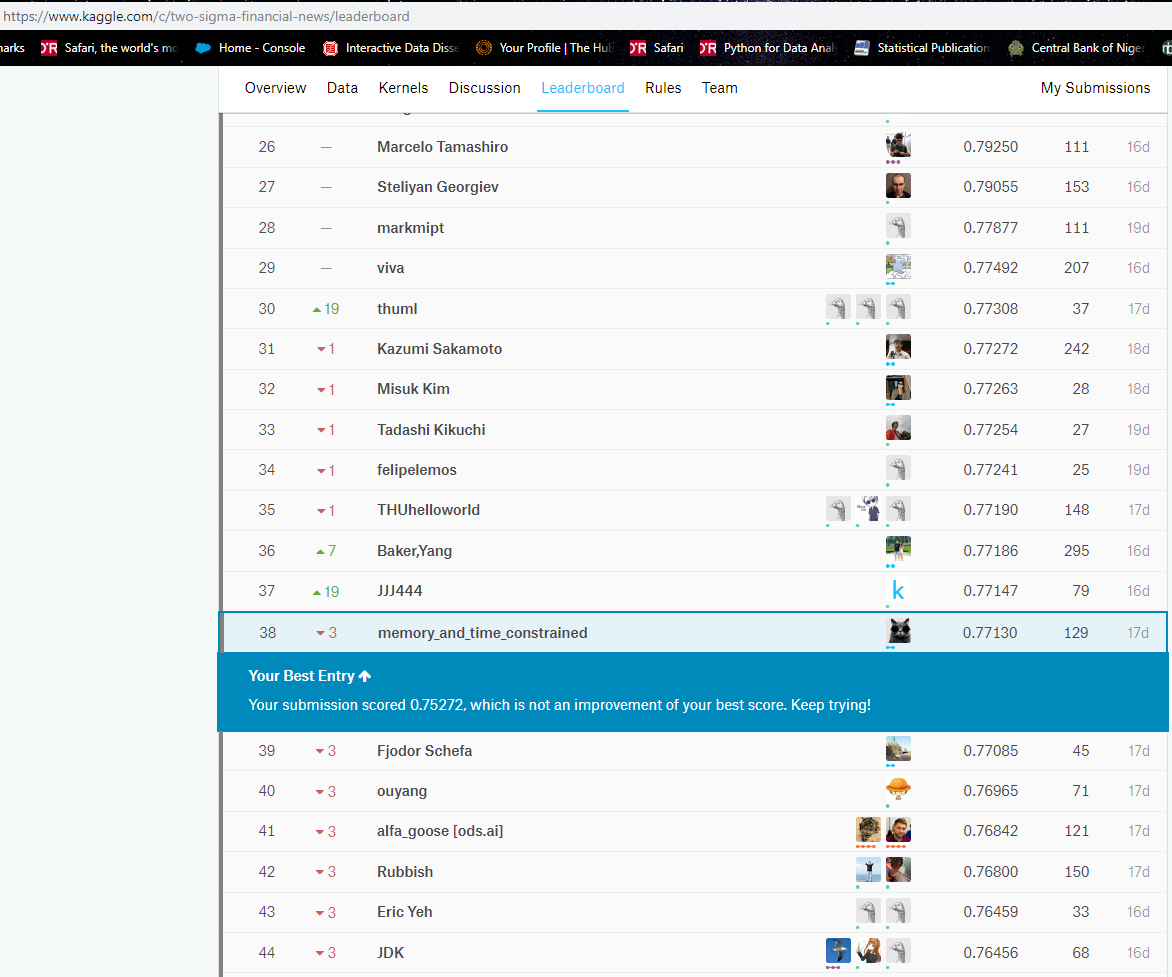 https://www.kaggle.com/c/two-sigma-financial-news/leaderboard
Safari, the world's Home - Console Interactive Data Your Profile | The Safari Python for Data Statistical Publication Central Bank of
Overview Data Kernels Discussion Leaderboard Rules Team My Submissions
26 — Marcelo Tamashiro 0.79250 111 16d
27 — Steliyan Georgiev 0.79055 153 16d
28 — markmipt 0.77877 111 19d
29 — viva 0.77492 207 16d
30 ▲19 thuml 0.77308 37 17d
31 ▼1 Kazumi Sakamoto 0.77272 242 18d
32 ▼1 Misuk Kim 0.77263 28 18d
33 ▼1 Tadashi Kikuchi 0.77254 27 19d
34 ▼1 felipelemos 0.77241 25 19d
35 ▼1 THUhelloworld 0.77190 148 17d
36 ▲7 Baker,Yang 0.77186 295 16d
37 ▲19 JJJ444 k 0.77147 79 16d
38 ▼3 memory_and_time_constrained 0.77130 129 17d
Your Best Entry ↑
Your submission scored 0.75272, which is not an improvement of your best score. Keep trying!
39 ▼3 Fjodor Schefa 0.77085 45 17d
40 ▼3 ouyang 0.76965 71 17d
41 ▼3 alfa_goose [ods.ai] 0.76842 121 17d
42 ▼3 Rubbish 0.76800 150 17d
43 ▼3 Eric Yeh 0.76459 33 16d
44 ▼3 JDK 0.76456 68 16d